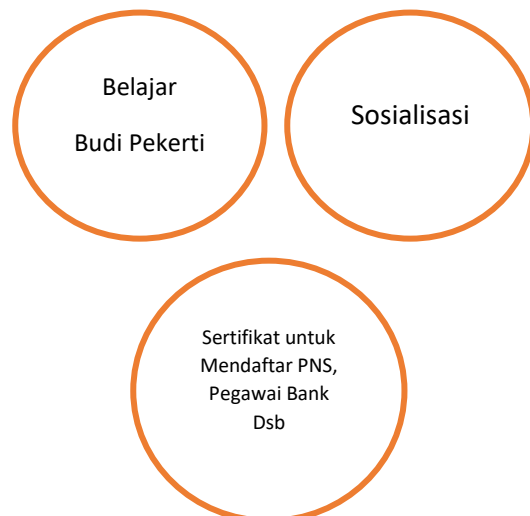 Belajar
Budi Pekerti
Sosialisasi
Sertifikat untuk
Mendaftar PNS,
Pegawai Bank
Dsb